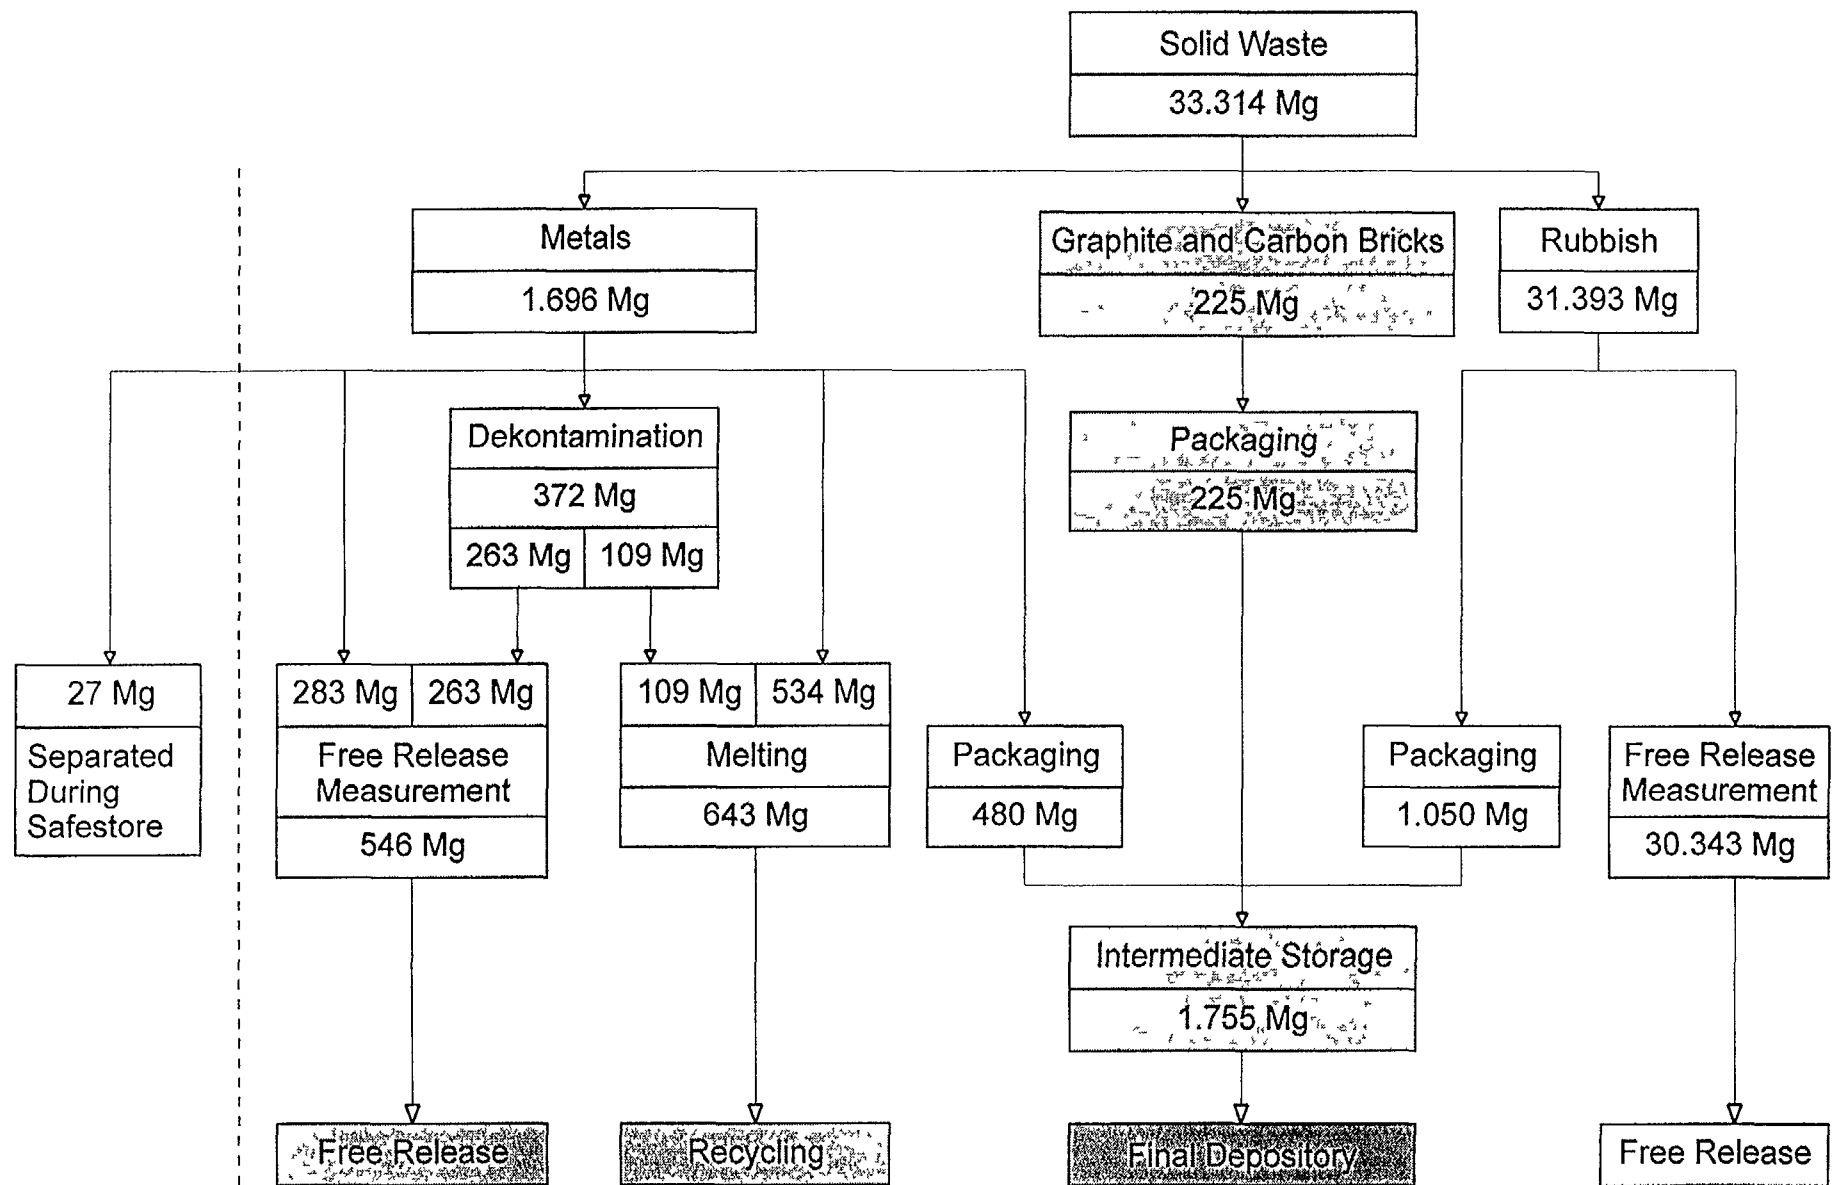 Solid Waste
33.314 Mg
Metals
1.696 Mg
Graphite and Carbon Bricks
225 Mg
Rubbish
31.393 Mg
Dekontamination
372 Mg
263 Mg 109 Mg
Packaging
225 Mg
27 Mg
Separated
During
Safestore
283 Mg 263 Mg
Free Release
Measurement
546 Mg
109 Mg 534 Mg
Melting
643 Mg
Packaging
480 Mg
Packaging
1.050 Mg
Free Release
Measurement
30.343 Mg
Intermediate Storage
1.755 Mg
Free Release
Recycling
Final Depository
Free Release